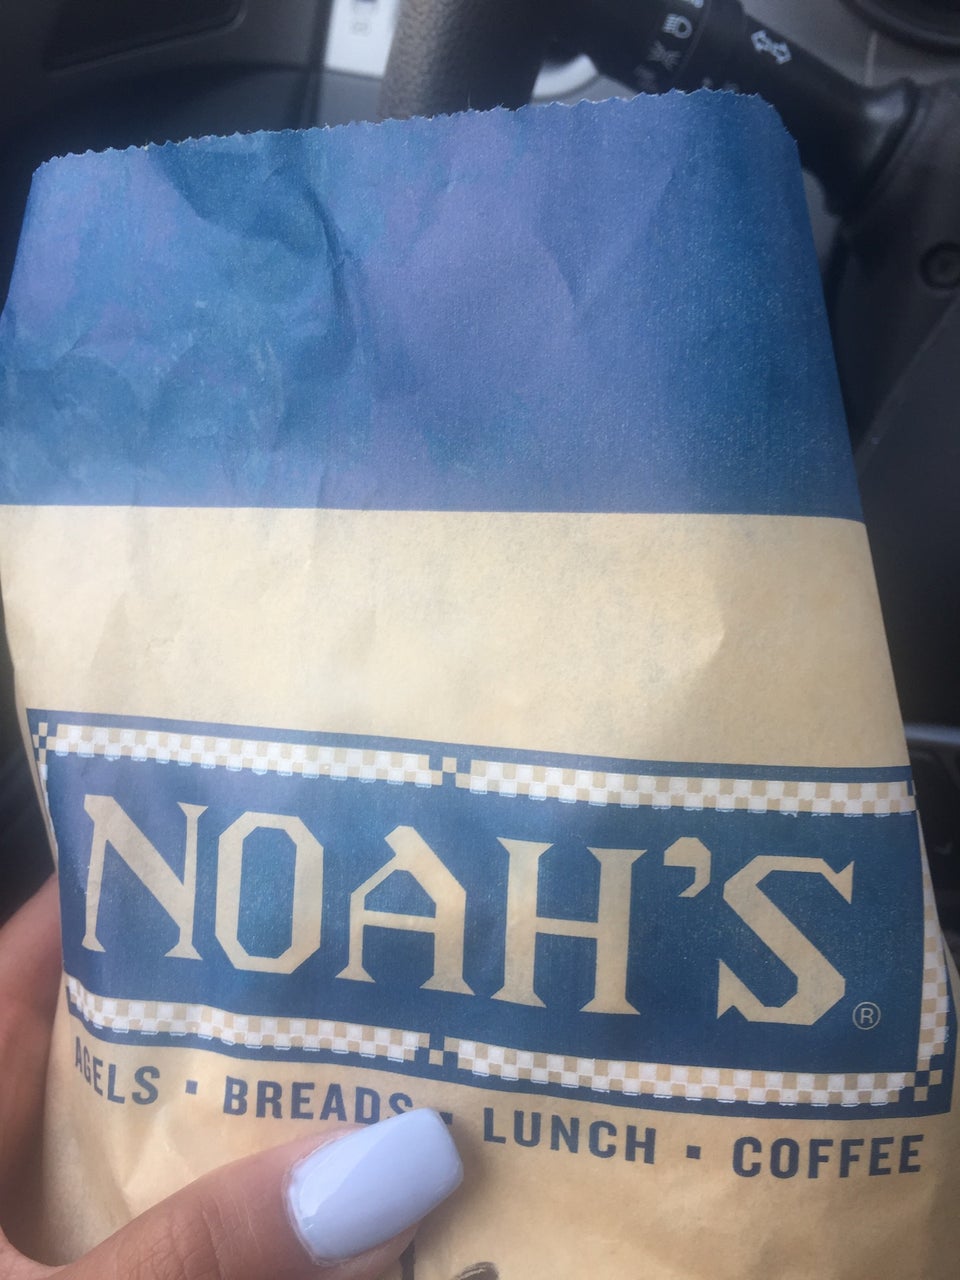 NOAH'S ®
AGELS · BREADS · LUNCH · COFFEE